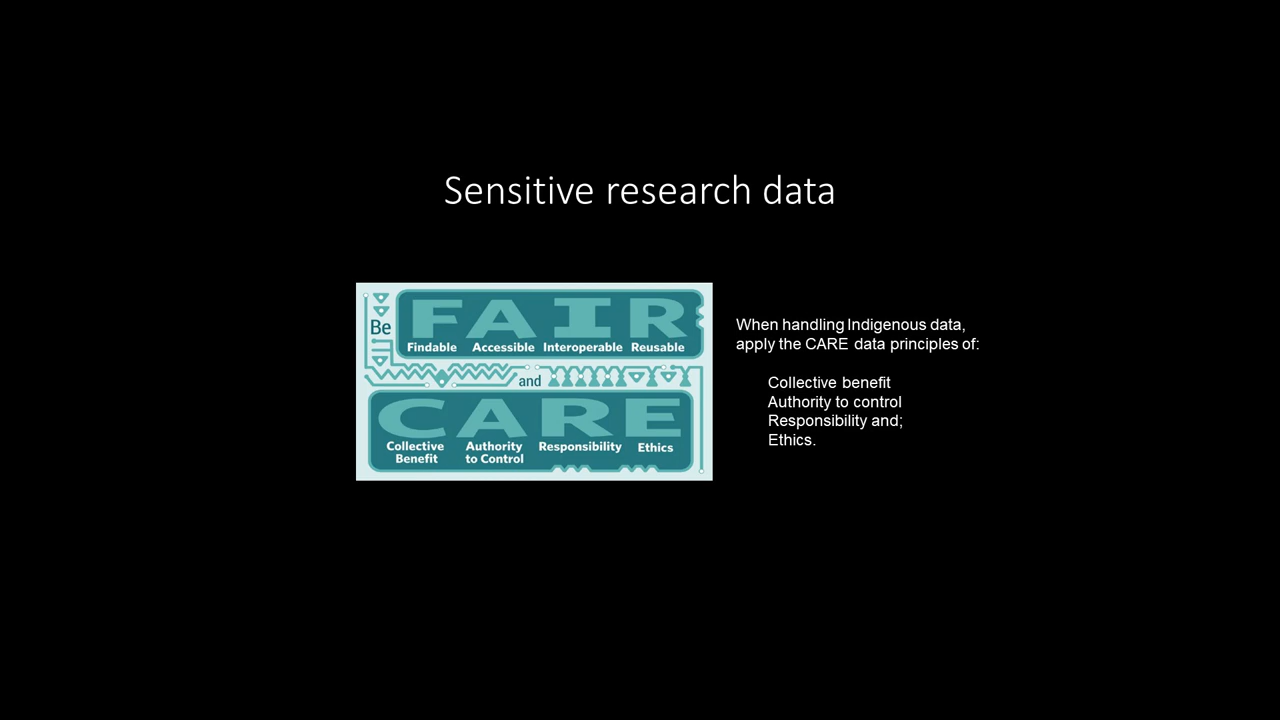 Sensitive research data
Be
FAIR
Findable Accessible Interoperable Reusable
and
CARE
Collective Benefit
Authority to Control
Responsibility
Ethics
When handling Indigenous data,
apply the CARE data principles of:
Collective benefit
Authority to control
Responsibility and;
Ethics.